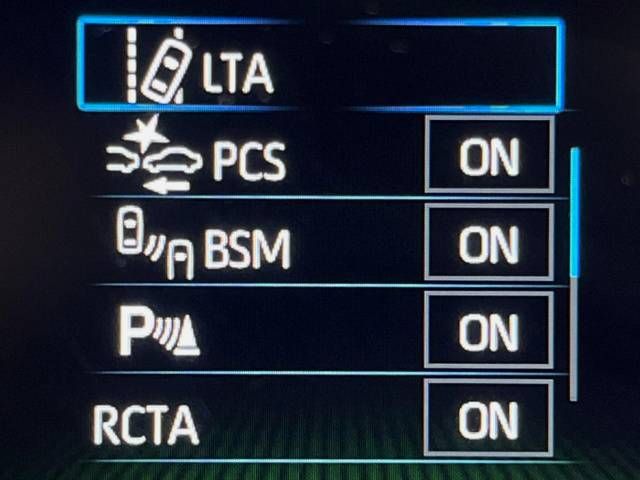 LTA
PCS ON
BSM ON
P ON
RCTA ON